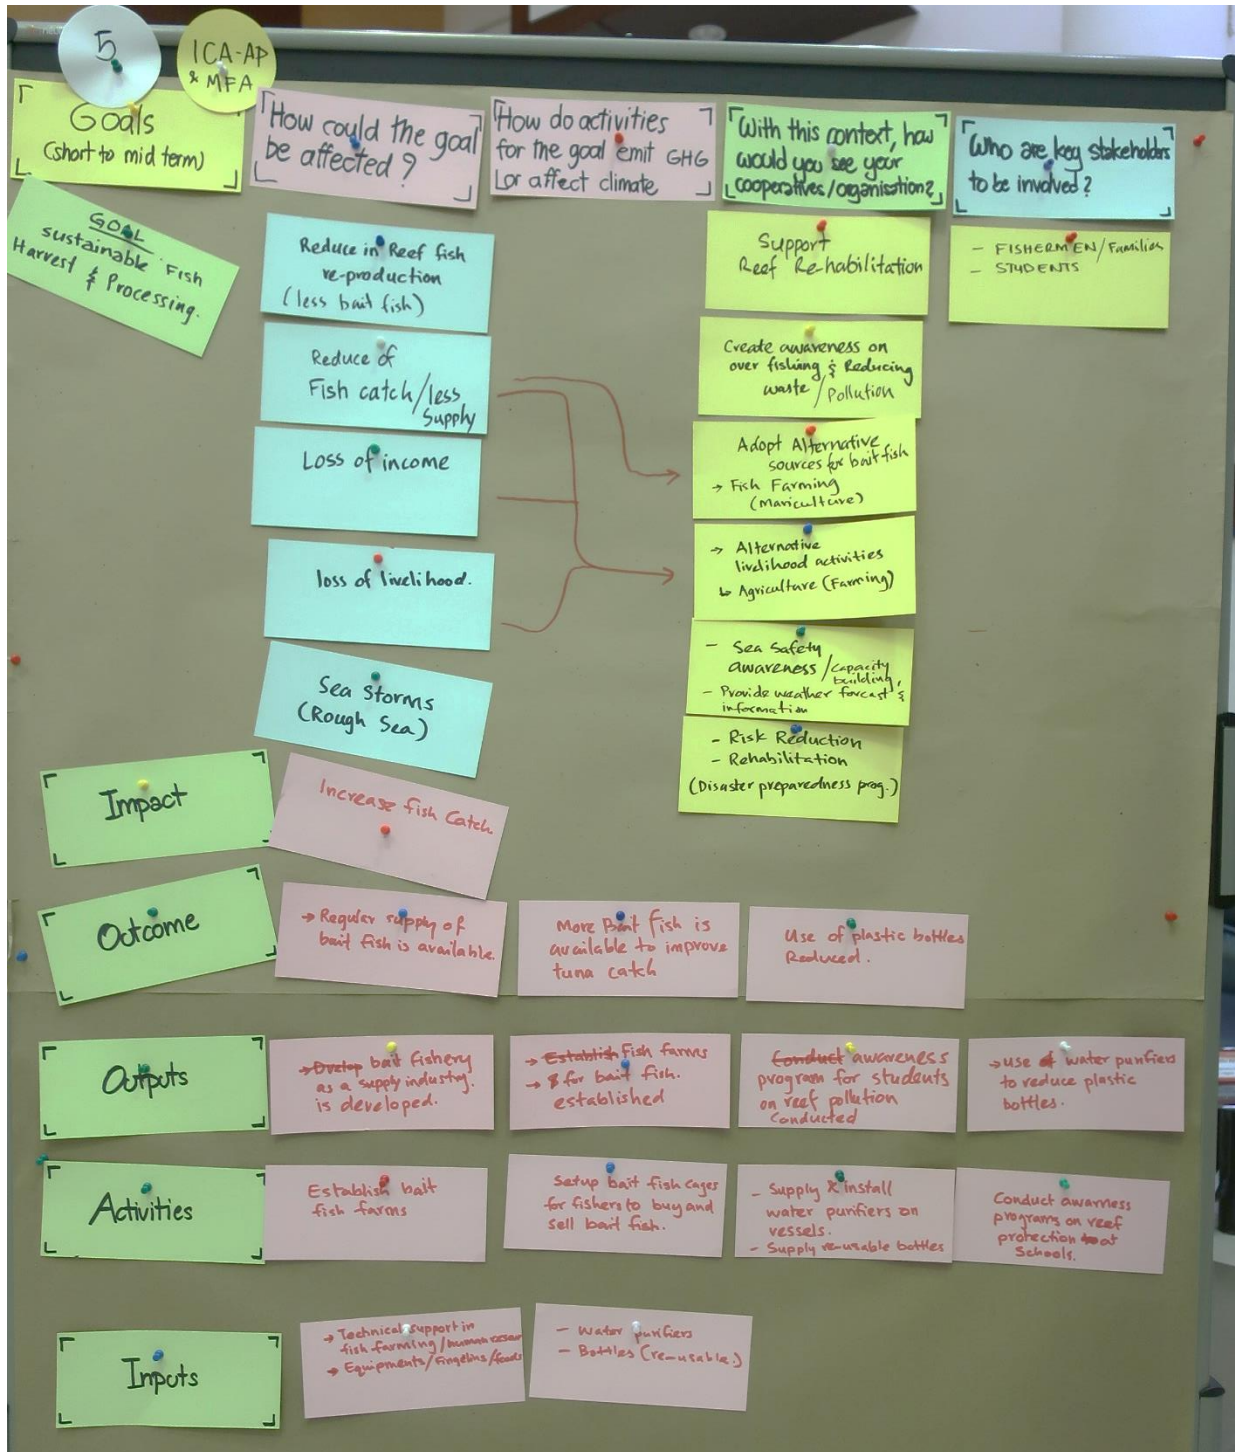 5
ICA-AP
& MFA
Goals
(short to mid term)
How could the goal
be affected?
How do activities
for the goal emit GHG
or affect climate
With this context, how
would you see your
cooperatives/organisation?
Who are key stakeholders
to be involved?
GOAL
sustainable Fish
Harvest & Processing.
Reduce in Reef fish
re-production
(less bait fish)
Reduce of
Fish catch/less
Supply
Loss of income
loss of livelihood.
Sea Storms
(Rough Sea)
Support
Reef Re-habilitation
Create awareness on
over fishing & Reducing
waste/Pollution
Adopt Alternative
sources for bait fish
→ Fish Farming
(Mariculture)
→ Alternative
livelihood activities
↳ Agriculture (Farming)
- Sea Safety
awareness/capacity
building,
- Provide weather forcast &
information
- Risk Reduction
- Rehabilitation
(Disaster preparedness prog.)
- FISHERMEN/Families
- STUDENTS
Impact
Increase fish Catch
Outcome
→ Regular supply of
bait fish is available.
More Bait fish is
available to improve
tuna catch
Use of plastic bottles
Reduced.
Outputs
→ bait fishery
as a supply industry.
is developed.
→ Establish Fish farms
→ for bait fish.
established
Conduct awareness
program for students
on reef pollution
Conducted
→ use of water purifiers
to reduce plastic
bottles.
Activities
Establish bait
fish farms
Setup bait fish cages
for fishers to buy and
sell bait fish.
- Supply & install
water purifiers on
vessels.
- Supply re-usable bottles
Conduct awarness
programs on reef
protection at
Schools.
Inputs
→ Technical support in
fish farming/human
→ Equipments/
- Water purifiers
- Bottles (re-usable.)